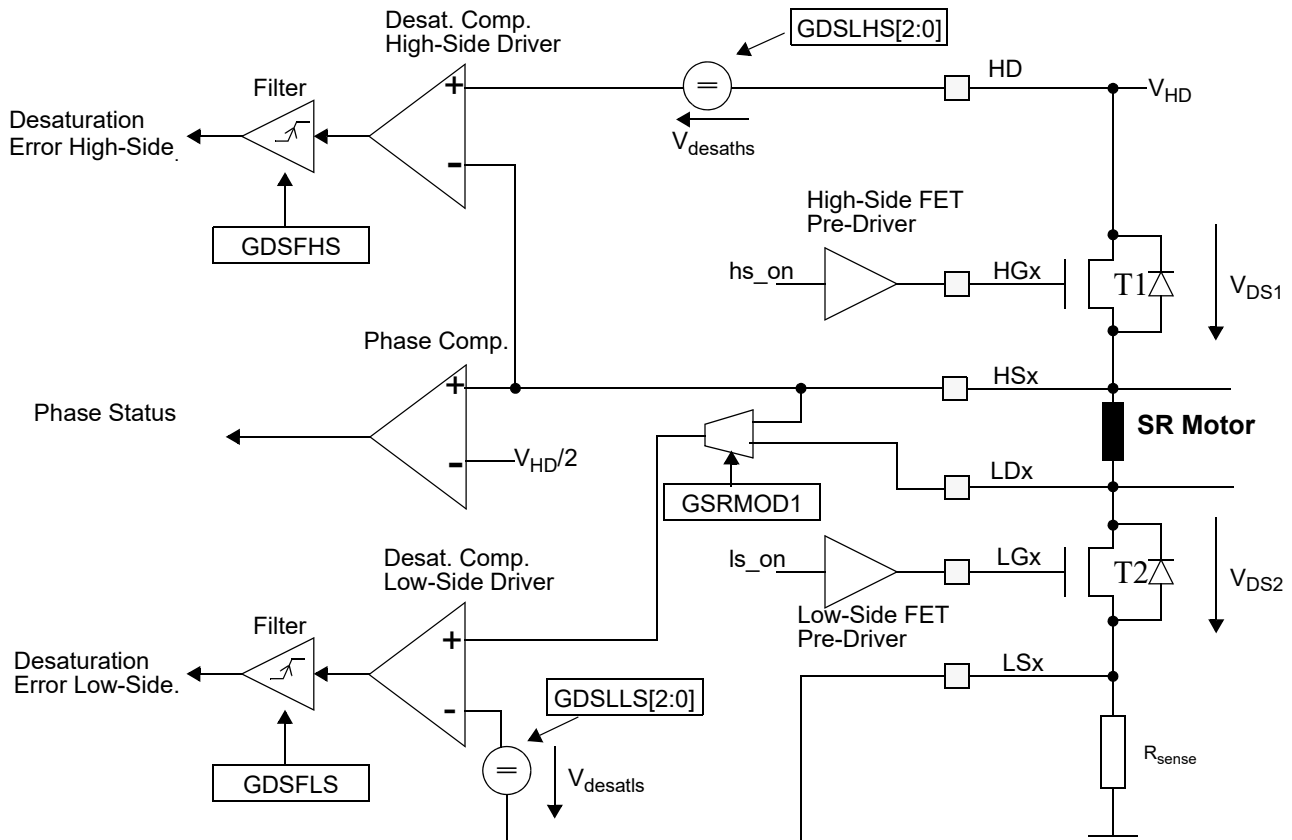 Desat. Comp.
High-Side Driver
GDSLHS[2:0]
HD
VHD
Filter
+
=
Desaturation
Error High-Side.
Vdesaths
-
High-Side FET
Pre-Driver
GDSFHS
hs_on
HGx
T1
VDS1
Phase Comp.
+
HSx
Phase Status
SR Motor
-
VHD/2
LDx
GSRMOD1
Desat. Comp.
Low-Side Driver
ls_on
LGx
T2
VDS2
Filter
+
Low-Side FET
Pre-Driver
Desaturation
Error Low-Side.
LSx
-
GDSLLS[2:0]
=
Rsense
GDSFLS
Vdesatls